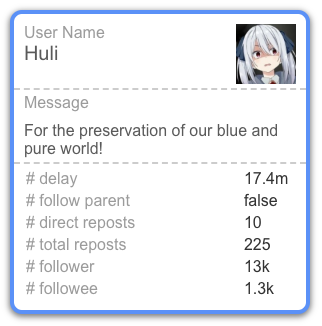 User Name
Huli
Message
For the preservation of our blue and
pure world!
# delay 17.4m
# follow parent false
# direct reposts 10
# total reposts 225
# follower 13k
# followee 1.3k